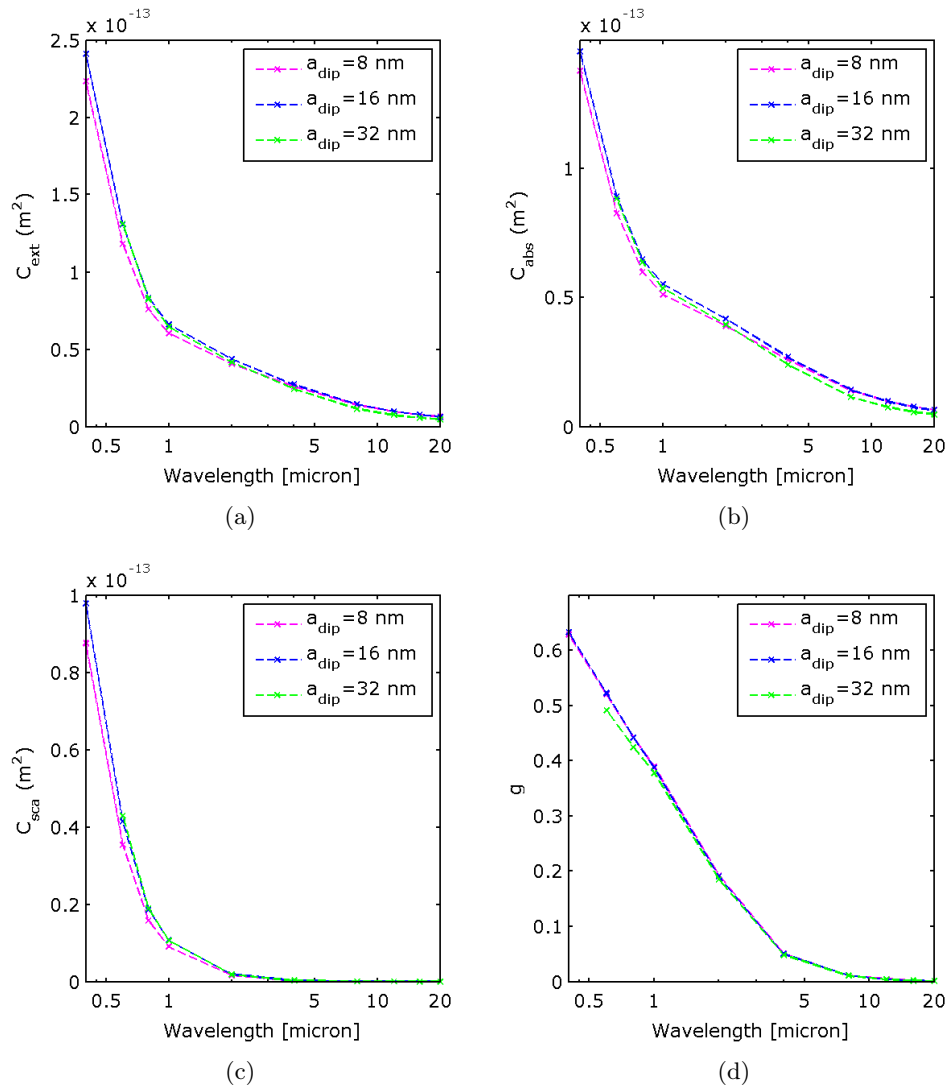 x 10⁻¹³
2.5
2
1.5
1
0.5
0
C_ext (m²)
a_dip=8 nm
a_dip=16 nm
a_dip=32 nm
0.5 1 5 10 20
Wavelength [micron]
(a)
x 10⁻¹³
1
0.5
0
C_abs (m²)
a_dip=8 nm
a_dip=16 nm
a_dip=32 nm
0.5 1 5 10 20
Wavelength [micron]
(b)
x 10⁻¹³
1
0.8
0.6
0.4
0.2
0
C_sca (m²)
a_dip=8 nm
a_dip=16 nm
a_dip=32 nm
0.5 1 5 10 20
Wavelength [micron]
(c)
0.6
0.5
0.4
0.3
0.2
0.1
0
g
a_dip=8 nm
a_dip=16 nm
a_dip=32 nm
0.5 1 5 10 20
Wavelength [micron]
(d)